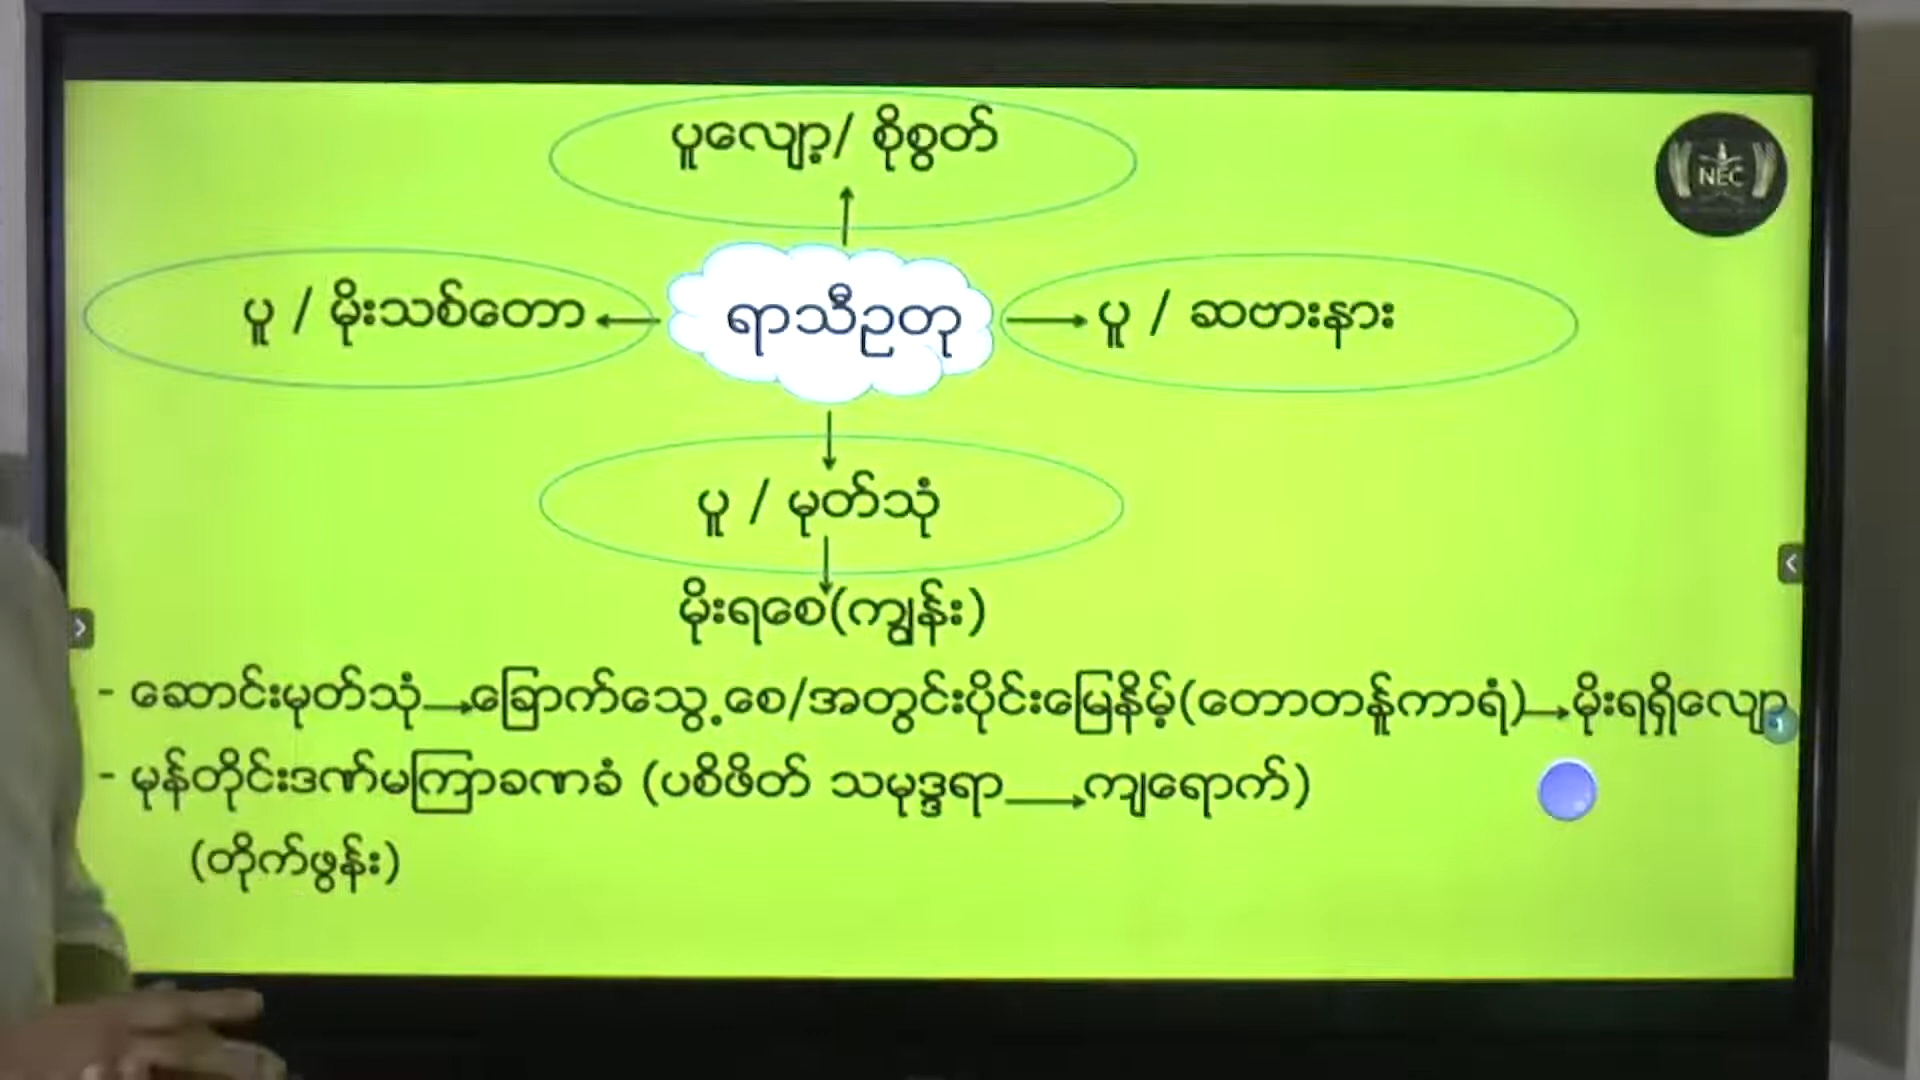 ပူလျော့/ စိုစွတ်
NEC
ပူ / မိုးသစ်တော
ရာသီဥတု
ပူ / ဆဗားနား
ပူ / မုတ်သုံ
မိုးရစေ(ကျွန်း)
- ဆောင်းမုတ်သုံ→ခြောက်သွေ့စေ/အတွင်းပိုင်းမြေနိမ့်(တောတန်ူကာရံ)→မိုးရရှိလျော
- မုန်တိုင်းဒဏ်မကြာခဏခံ (ပစိဖိတ် သမုဒ္ဒရာ→ကျရောက်)
(တိုက်ဖွန်း)